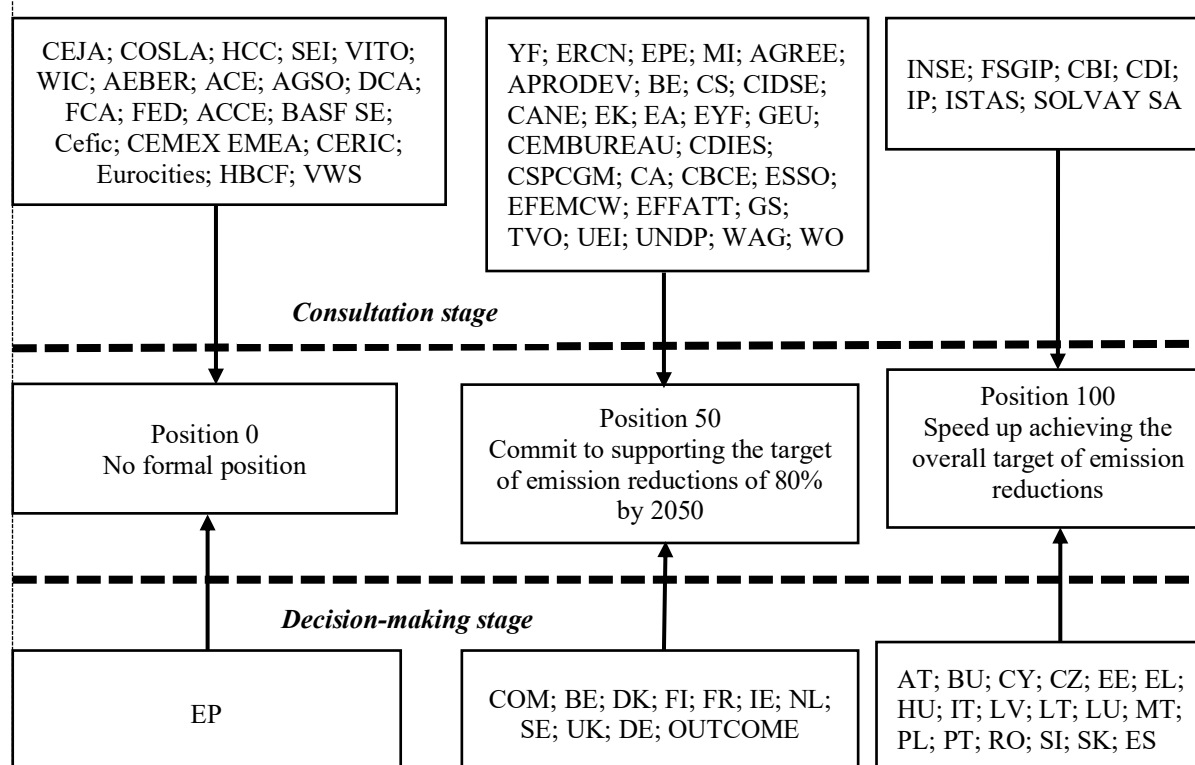 CEJA; COSLA; HCC; SEI; VITO;
WIC; AEBER; ACE; AGSO; DCA;
FCA; FED; ACCE; BASF SE;
Cefic; CEMEX EMEA; CERIC;
Eurocities; HBCF; VWS
YF; ERCN; EPE; MI; AGREE;
APRODEV; BE; CS; CIDSE;
CANE; EK; EA; EYF; GEU;
CEMBUREAU; CDIES;
CSPCGM; CA; CBCE; ESSO;
EFEMCW; EFFATT; GS;
TVO; UEI; UNDP; WAG; WO
INSE; FSGIP; CBI; CDI;
IP; ISTAS; SOLVAY SA
Consultation stage
Position 0
No formal position
Position 50
Commit to supporting the target
of emission reductions of 80%
by 2050
Position 100
Speed up achieving the
overall target of emission
reductions
Decision-making stage
EP
COM; BE; DK; FI; FR; IE; NL;
SE; UK; DE; OUTCOME
AT; BU; CY; CZ; EE; EL;
HU; IT; LV; LT; LU; MT;
PL; PT; RO; SI; SK; ES